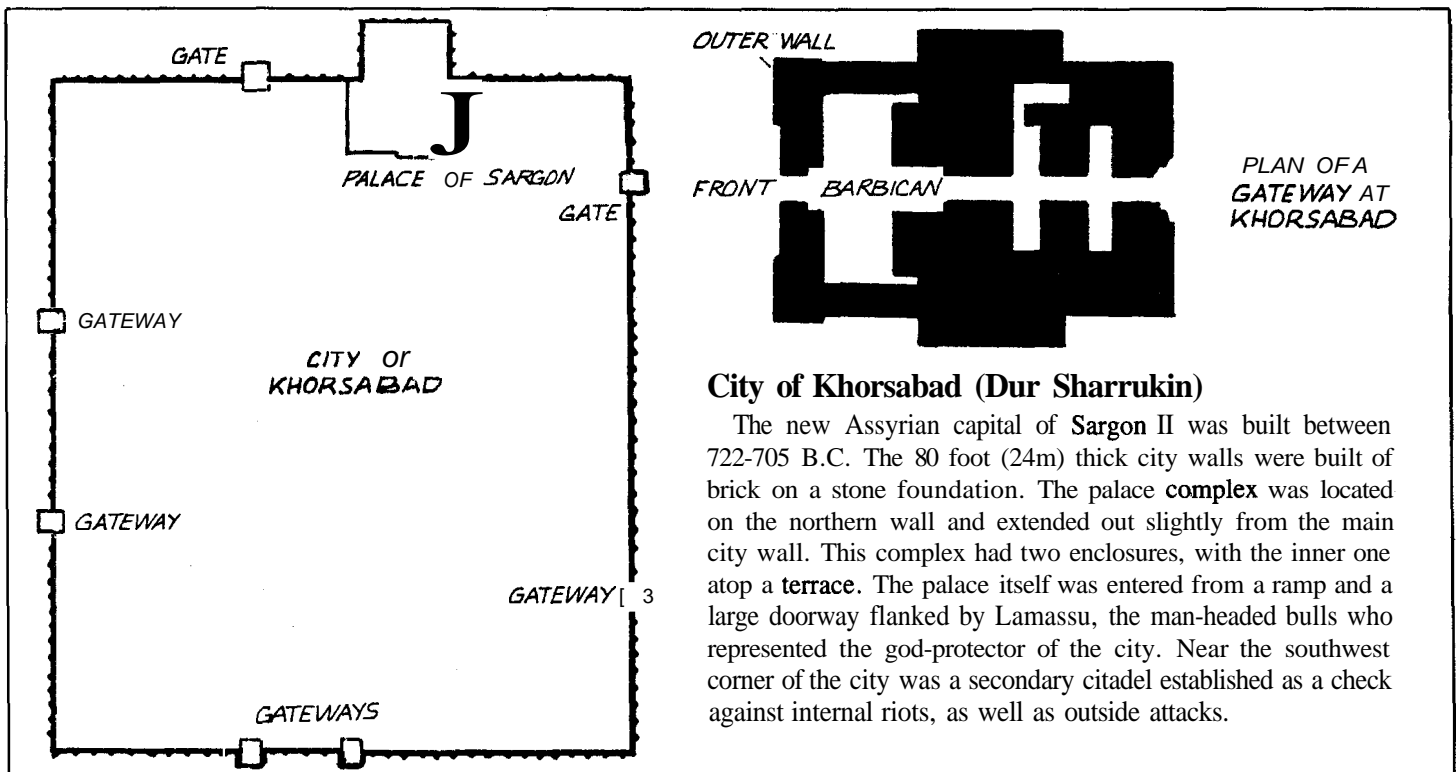 GATE
J
PALACE OF SARGON
GATE
GATEWAY
CITY or
KHORSABAD
GATEWAY
GATEWAY [ 3
GATEWAYS
OUTER WALL
FRONT BARBICAN
PLAN OF A
GATEWAY AT
KHORSABAD
City of Khorsabad (Dur Sharrukin)
The new Assyrian capital of Sargon II was built between
722-705 B.C. The 80 foot (24m) thick city walls were built of
brick on a stone foundation. The palace complex was located
on the northern wall and extended out slightly from the main
city wall. This complex had two enclosures, with the inner one
atop a terrace. The palace itself was entered from a ramp and a
large doorway flanked by Lamassu, the man-headed bulls who
represented the god-protector of the city. Near the southwest
corner of the city was a secondary citadel established as a check
against internal riots, as well as outside attacks.